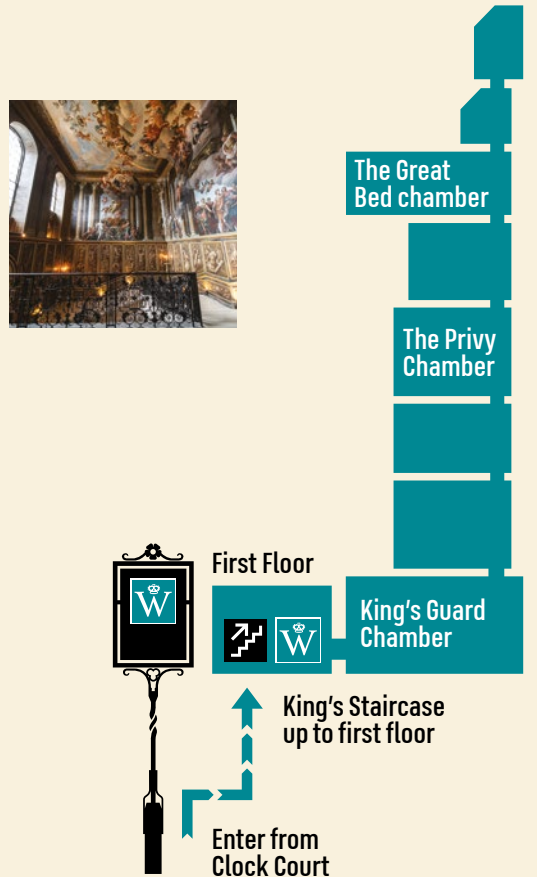 The Great
Bed chamber
The Privy
Chamber
First Floor
W
W
King's Guard
Chamber
King's Staircase
up to first floor
Enter from
Clock Court